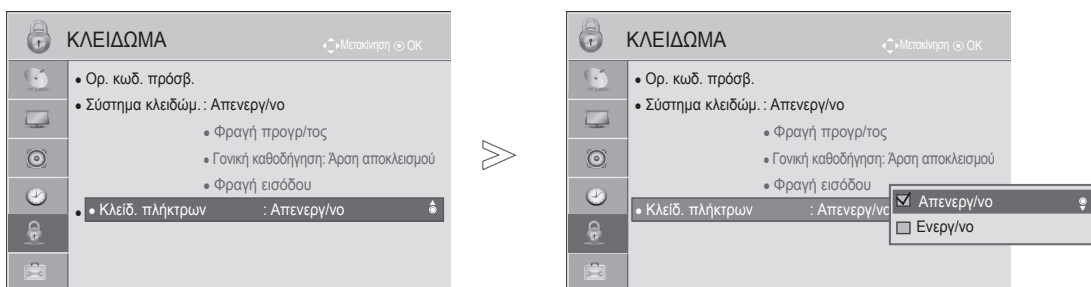 ΚΛΕΙΔΩΜΑ
Μετακίνηση OK
• Ορ. κωδ. πρόσβ.
• Σύστημα κλειδώμ. : Απενεργ/νο
• Φραγή προγρ/τος
• Γονική καθοδήγηση: Άρση αποκλεισμού
• Φραγή εισόδου
• • Κλείδ. πλήκτρων : Απενεργ/νο
>
ΚΛΕΙΔΩΜΑ
Μετακίνηση OK
• Ορ. κωδ. πρόσβ.
• Σύστημα κλειδώμ. : Απενεργ/νο
• Φραγή προγρ/τος
• Γονική καθοδήγηση: Άρση αποκλεισμού
• Φραγή εισόδου
• Κλείδ. πλήκτρων : Απενεργ/νο
Απενεργ/νο
Ενεργ/νο